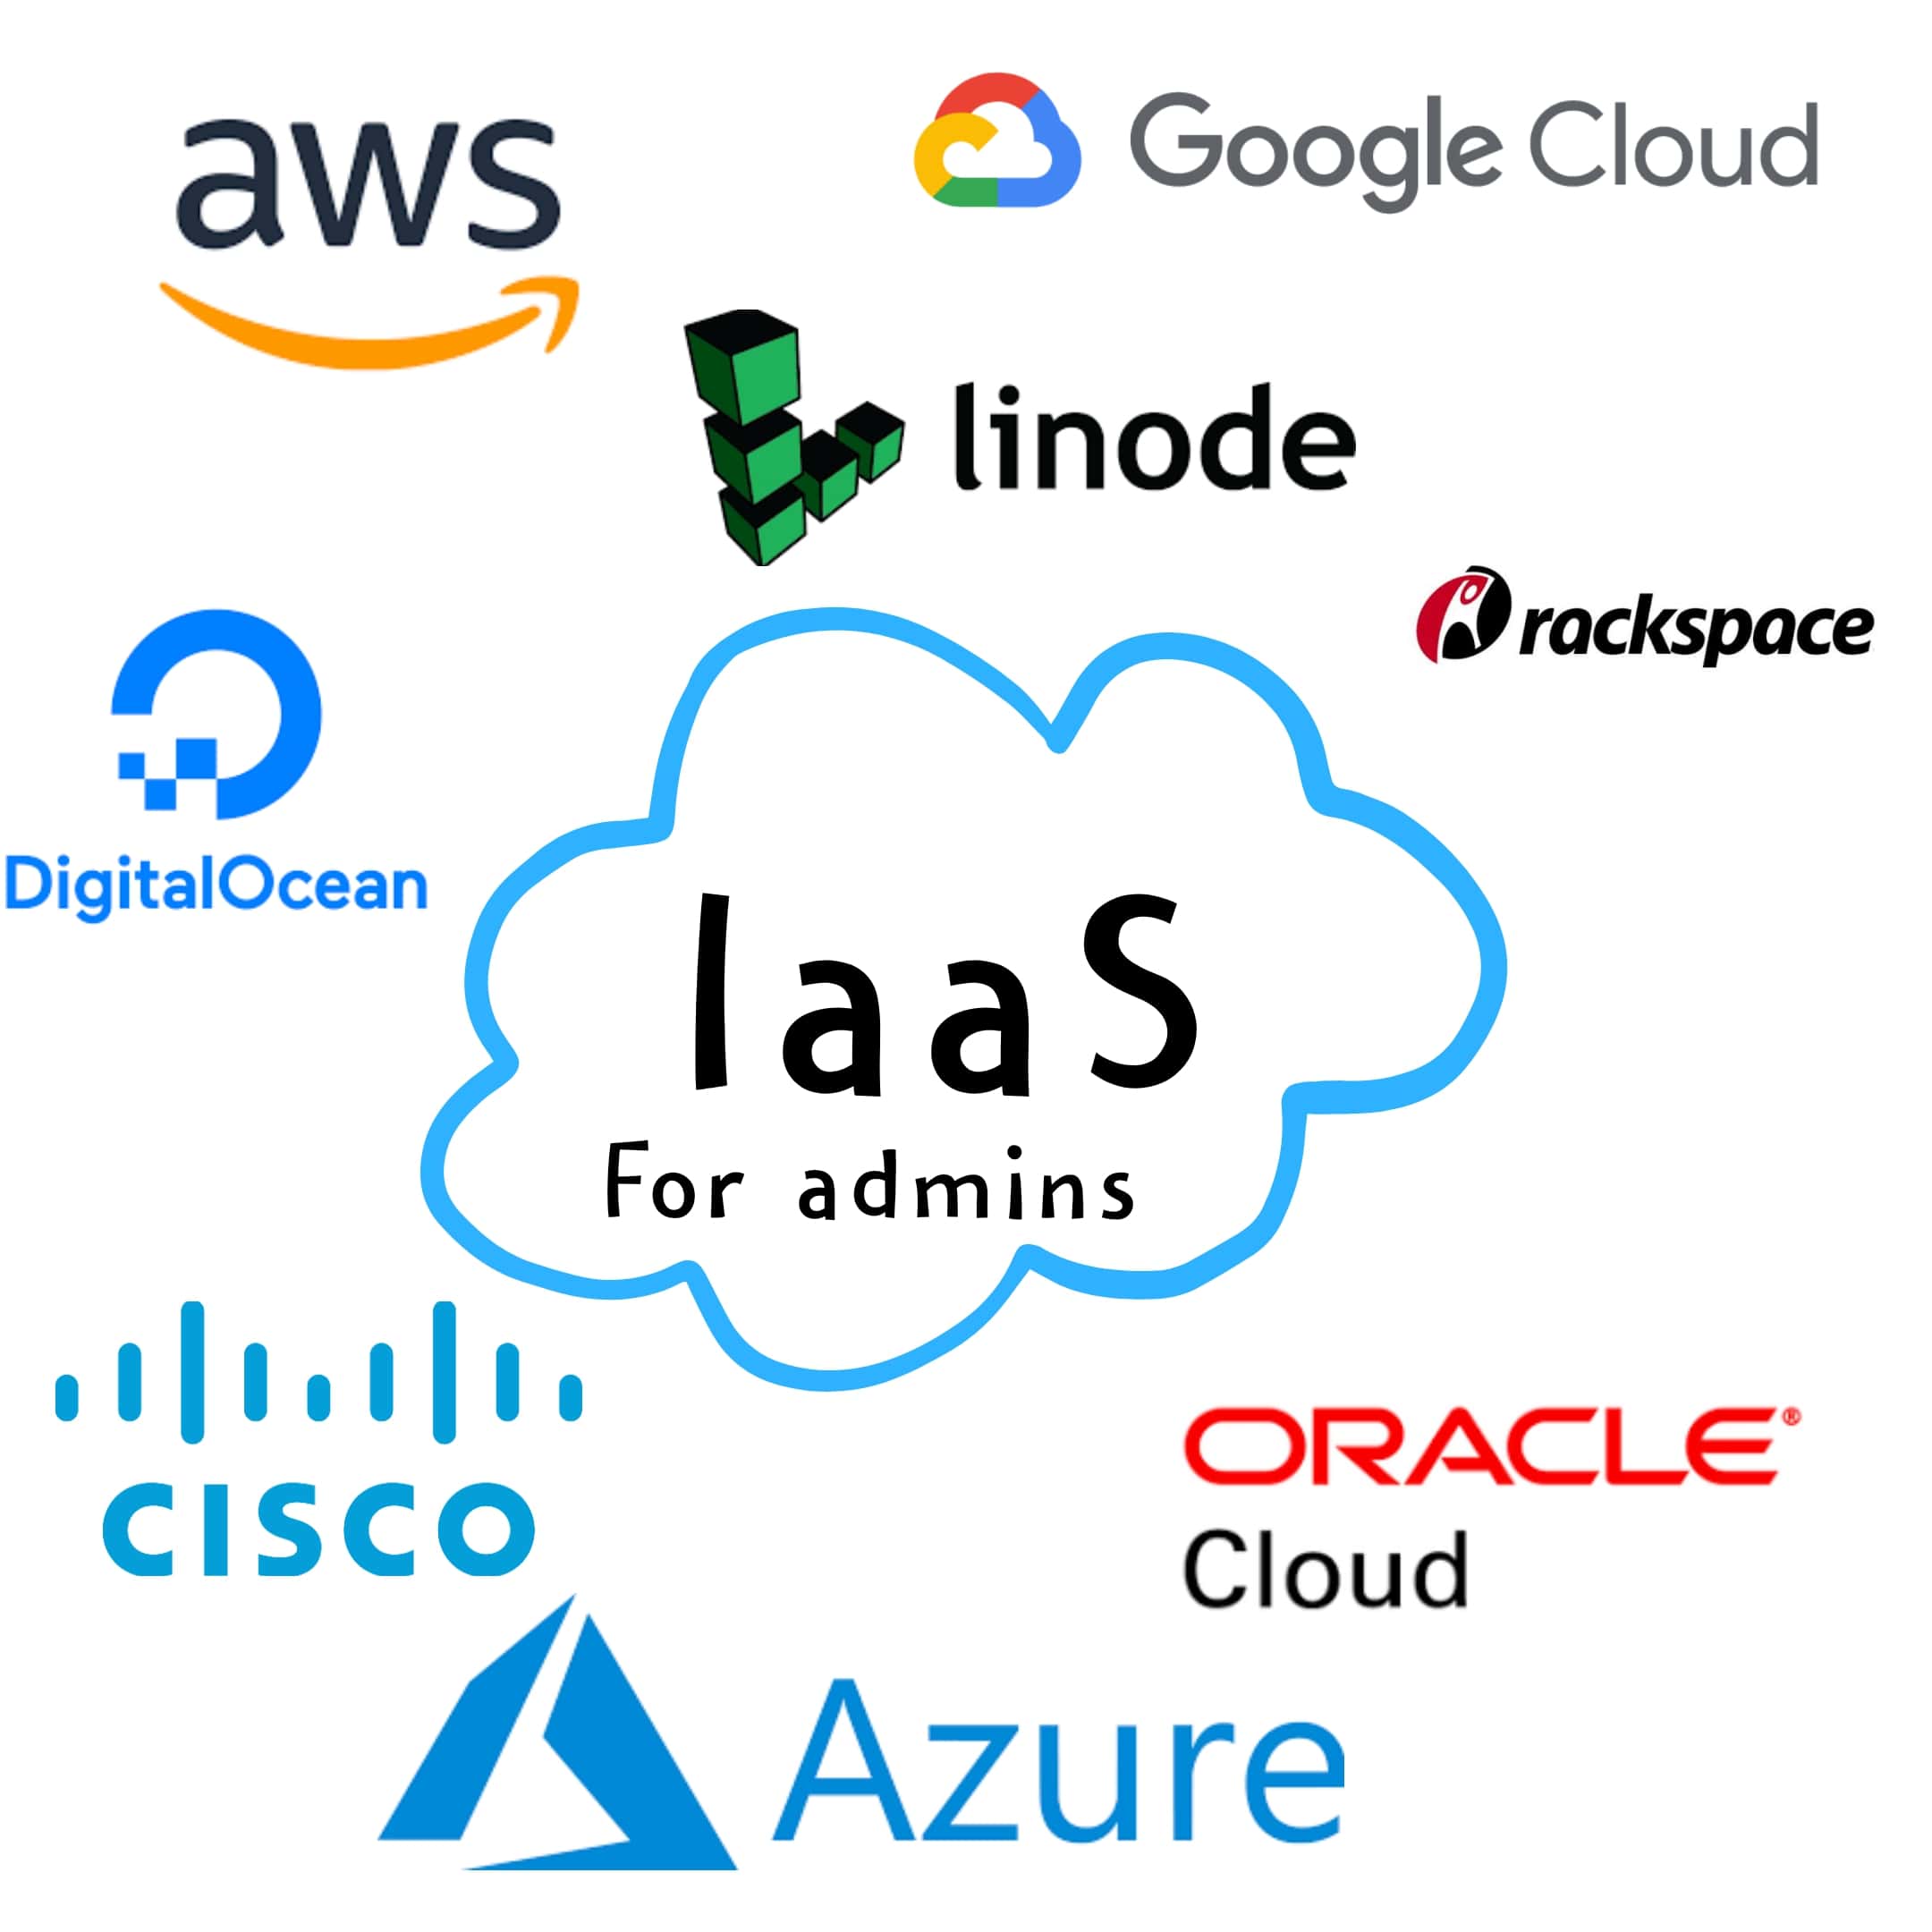 aws
Google Cloud
linode
rackspace
DigitalOcean
IaaS
For admins
CISCO
ORACLE®
Cloud
Azure